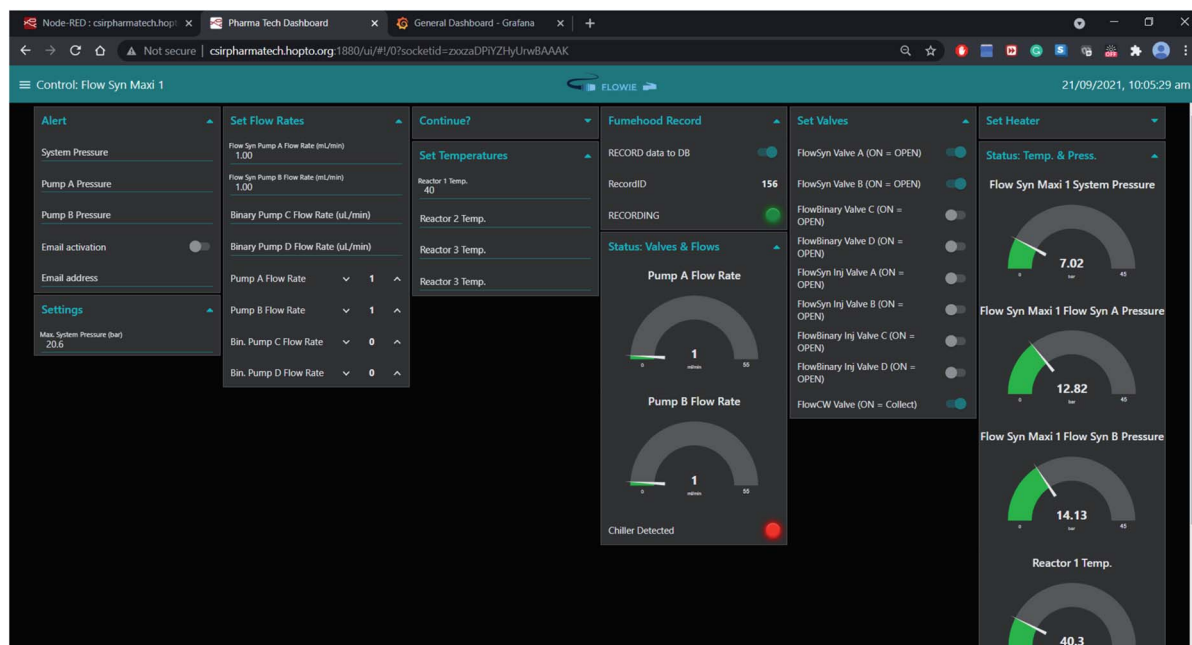 Node-RED : csirpharmatech.hopt
Pharma Tech Dashboard
General Dashboard - Grafana
Not secure | csirpharmatech.hopto.org:1880/ui/#!/0?socketid=zxxzaDPiYZHyUrwBAAAK
Control: Flow Syn Maxi 1
FLOWIE
21/09/2021, 10:05:29 am
Alert
System Pressure
Pump A Pressure
Pump B Pressure
Email activation
Email address
Settings
Max. System Pressure (bar)
20.6
Set Flow Rates
Flow Syn Pump A Flow Rate (mL/min)
1.00
Flow Syn Pump B Flow Rate (mL/min)
1.00
Binary Pump C Flow Rate (uL/min)
Binary Pump D Flow Rate (uL/min)
Pump A Flow Rate 1
Pump B Flow Rate 1
Bin. Pump C Flow Rate 0
Bin. Pump D Flow Rate 0
Continue?
Set Temperatures
Reactor 1 Temp.
40
Reactor 2 Temp.
Reactor 3 Temp.
Reactor 3 Temp.
Fumehood Record
RECORD data to DB
RecordID 156
RECORDING
Status: Valves & Flows
Pump A Flow Rate
1
0 ml/min 55
Pump B Flow Rate
1
0 ml/min 55
Chiller Detected
Set Valves
FlowSyn Valve A (ON = OPEN)
FlowSyn Valve B (ON = OPEN)
FlowBinary Valve C (ON =
OPEN)
FlowBinary Valve D (ON =
OPEN)
FlowSyn Inj Valve A (ON =
OPEN)
FlowSyn Inj Valve B (ON =
OPEN)
FlowBinary Inj Valve C (ON =
OPEN)
FlowBinary Inj Valve D (ON =
OPEN)
FlowCW Valve (ON = Collect)
Set Heater
Status: Temp. & Press.
Flow Syn Maxi 1 System Pressure
7.02
0 bar 45
Flow Syn Maxi 1 Flow Syn A Pressure
12.82
0 bar 45
Flow Syn Maxi 1 Flow Syn B Pressure
14.13
0 bar 45
Reactor 1 Temp.
40.3